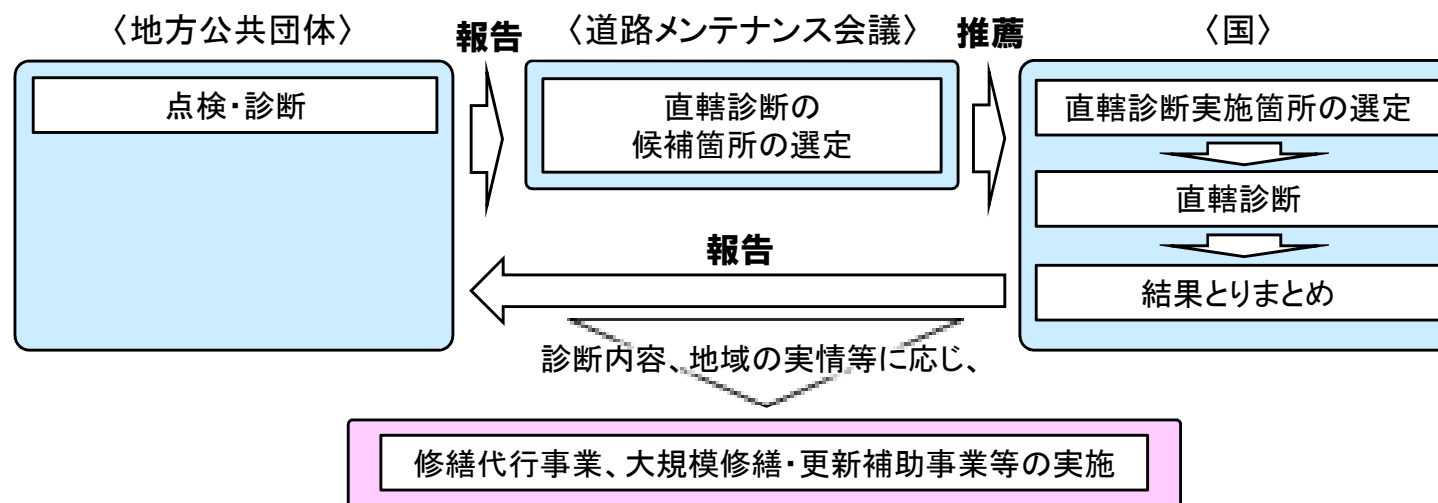 〈地方公共団体〉
報告
〈道路メンテナンス会議〉
推薦
〈国〉
点検・診断
直轄診断の
候補箇所の選定
直轄診断実施箇所の選定
直轄診断
結果とりまとめ
報告
診断内容、地域の実情等に応じ、
修繕代行事業、大規模修繕・更新補助事業等の実施